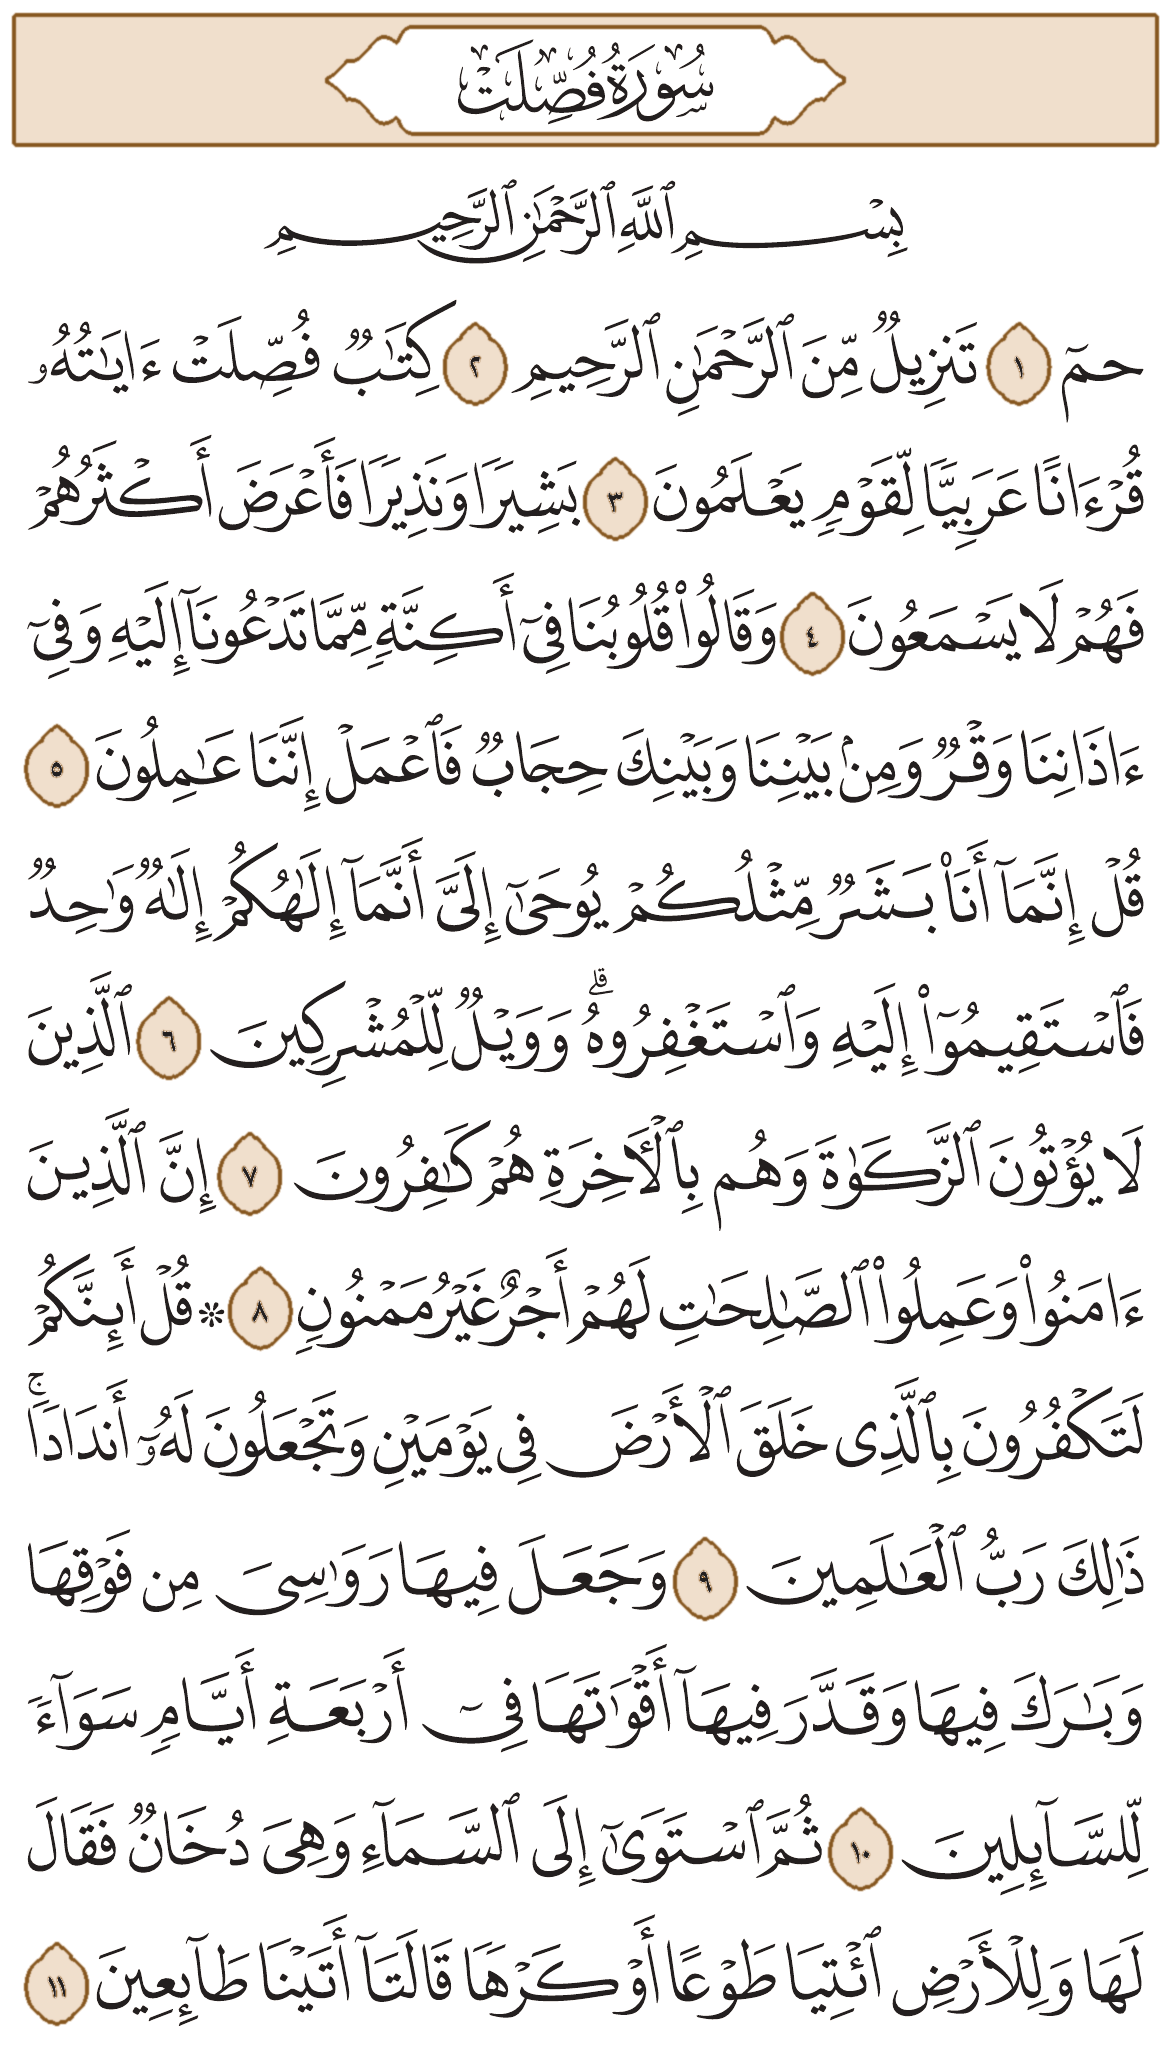 سُورَةُ فُصِّلَتْ
بِسْمِ ٱللَّهِ ٱلرَّحْمَٰنِ ٱلرَّحِيمِ
حمٓ ١ تَنزِيلٌ مِّنَ ٱلرَّحْمَٰنِ ٱلرَّحِيمِ ٢ كِتَٰبٌ فُصِّلَتْ ءَايَٰتُهُۥ
قُرْءَانًا عَرَبِيًّا لِّقَوْمٍ يَعْلَمُونَ ٣ بَشِيرًا وَنَذِيرًا فَأَعْرَضَ أَكْثَرُهُمْ
فَهُمْ لَا يَسْمَعُونَ ٤ وَقَالُوا۟ قُلُوبُنَا فِىٓ أَكِنَّةٍ مِّمَّا تَدْعُونَآ إِلَيْهِ وَفِىٓ
ءَاذَانِنَا وَقْرٌ وَمِنۢ بَيْنِنَا وَبَيْنِكَ حِجَابٌ فَٱعْمَلْ إِنَّنَا عَٰمِلُونَ ٥
قُلْ إِنَّمَآ أَنَا۠ بَشَرٌ مِّثْلُكُمْ يُوحَىٰٓ إِلَىَّ أَنَّمَآ إِلَٰهُكُمْ إِلَٰهٌ وَٰحِدٌ
فَٱسْتَقِيمُوٓا۟ إِلَيْهِ وَٱسْتَغْفِرُوهُ ۗ وَوَيْلٌ لِّلْمُشْرِكِينَ ٦ ٱلَّذِينَ
لَا يُؤْتُونَ ٱلزَّكَوٰةَ وَهُم بِٱلْـَٔاخِرَةِ هُمْ كَٰفِرُونَ ٧ إِنَّ ٱلَّذِينَ
ءَامَنُوا۟ وَعَمِلُوا۟ ٱلصَّٰلِحَٰتِ لَهُمْ أَجْرٌ غَيْرُ مَمْنُونٍ ٨ ۞ قُلْ أَئِنَّكُمْ
لَتَكْفُرُونَ بِٱلَّذِى خَلَقَ ٱلْأَرْضَ فِى يَوْمَيْنِ وَتَجْعَلُونَ لَهُۥٓ أَندَادًا ۚ
ذَٰلِكَ رَبُّ ٱلْعَٰلَمِينَ ٩ وَجَعَلَ فِيهَا رَوَٰسِىَ مِن فَوْقِهَا
وَبَٰرَكَ فِيهَا وَقَدَّرَ فِيهَآ أَقْوَٰتَهَا فِىٓ أَرْبَعَةِ أَيَّامٍ سَوَآءً
لِّلسَّآئِلِينَ ١٠ ثُمَّ ٱسْتَوَىٰٓ إِلَى ٱلسَّمَآءِ وَهِىَ دُخَانٌ فَقَالَ
لَهَا وَلِلْأَرْضِ ٱئْتِيَا طَوْعًا أَوْ كَرْهًا قَالَتَآ أَتَيْنَا طَآئِعِينَ ١١